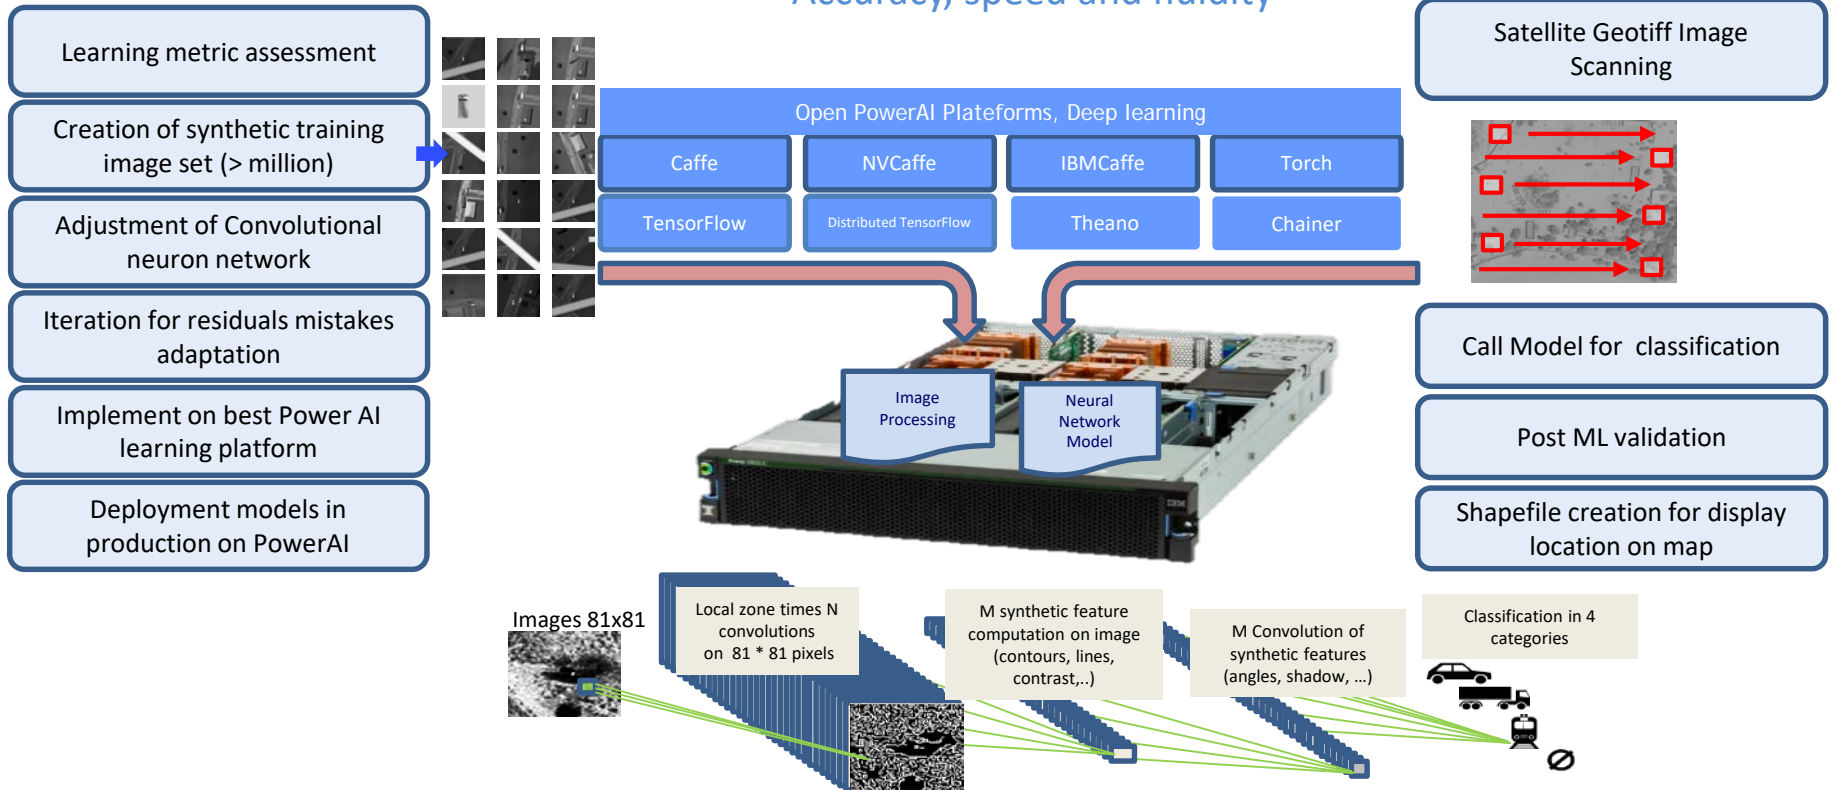 Accuracy, speed and fluidity
Learning metric assessment
Creation of synthetic training
image set (> million)
Adjustment of Convolutional
neuron network
Iteration for residuals mistakes
adaptation
Implement on best Power AI
learning platform
Deployment models in
production on PowerAI
Open PowerAI Plateforms, Deep learning
Caffe
NVCaffe
IBMCaffe
Torch
TensorFlow
Distributed TensorFlow
Theano
Chainer
Image
Processing
Neural
Network
Model
IBM
Satellite Geotiff Image
Scanning
Call Model for classification
Post ML validation
Shapefile creation for display
location on map
Images 81x81
Local zone times N
convolutions
on 81 * 81 pixels
M synthetic feature
computation on image
(contours, lines,
contrast,..)
M Convolution of
synthetic features
(angles, shadow, ...)
Classification in 4
categories